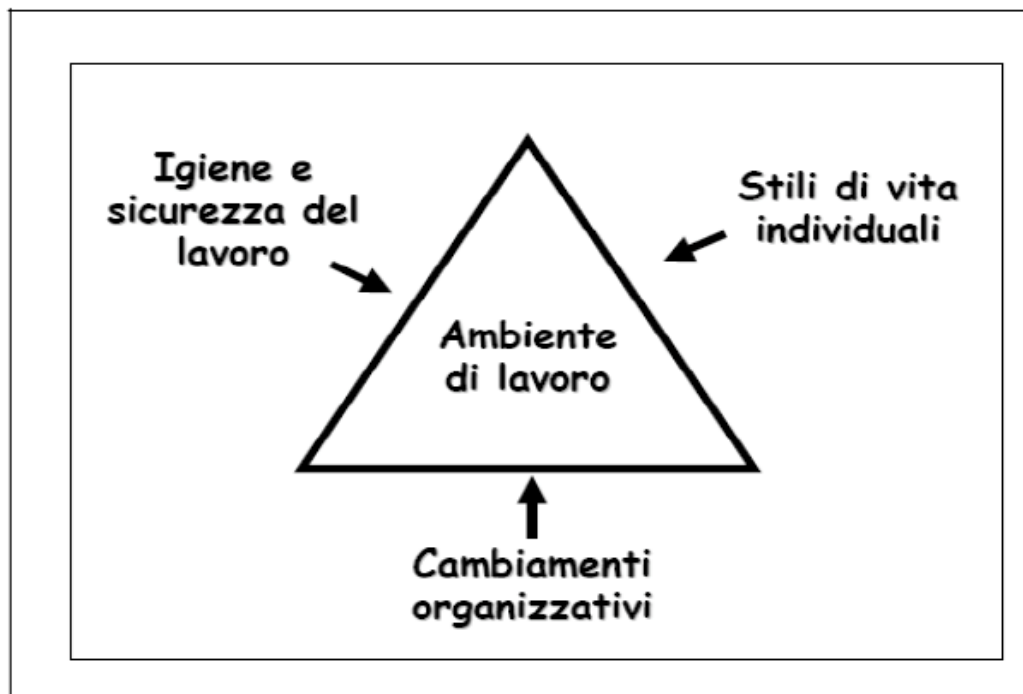 Igiene e
sicurezza del
lavoro
Stili di vita
individuali
Ambiente
di lavoro
Cambiamenti
organizzativi